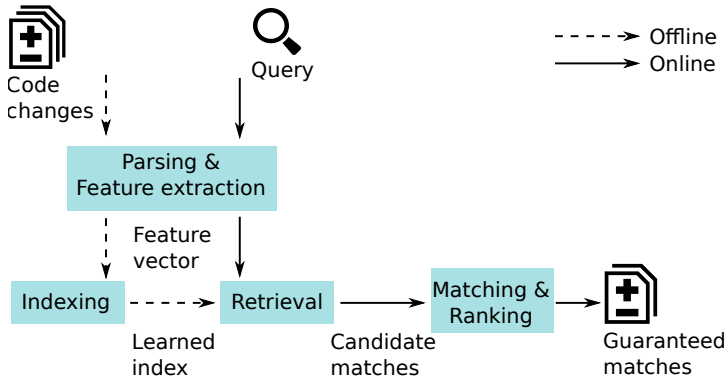 Code
changes
Query
Offline
Online
Parsing &
Feature extraction
Feature
vector
Indexing
Retrieval
Matching &
Ranking
Learned
index
Candidate
matches
Guaranteed
matches